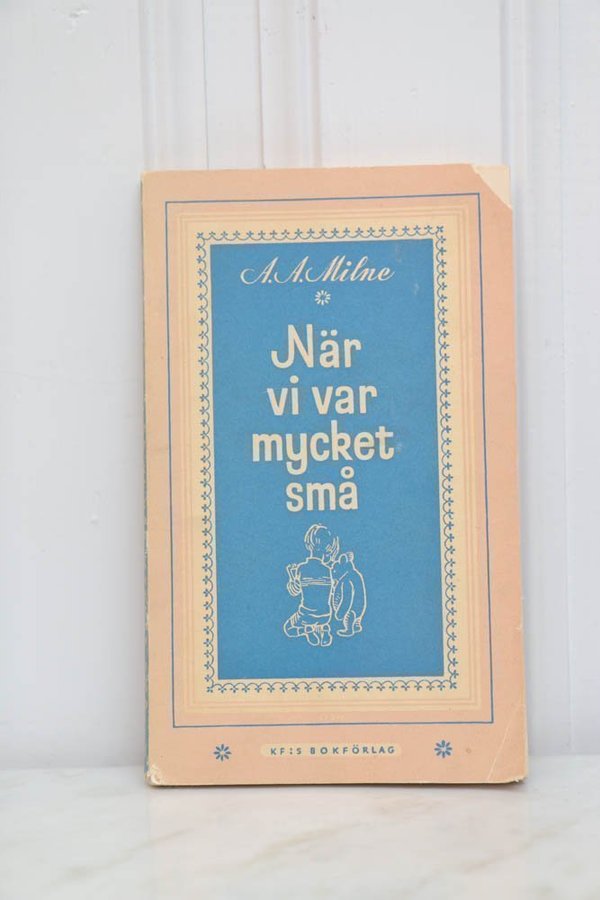 A.A.Milne
När
vi var
mycket
små
KF:S BOKFÖRLAG